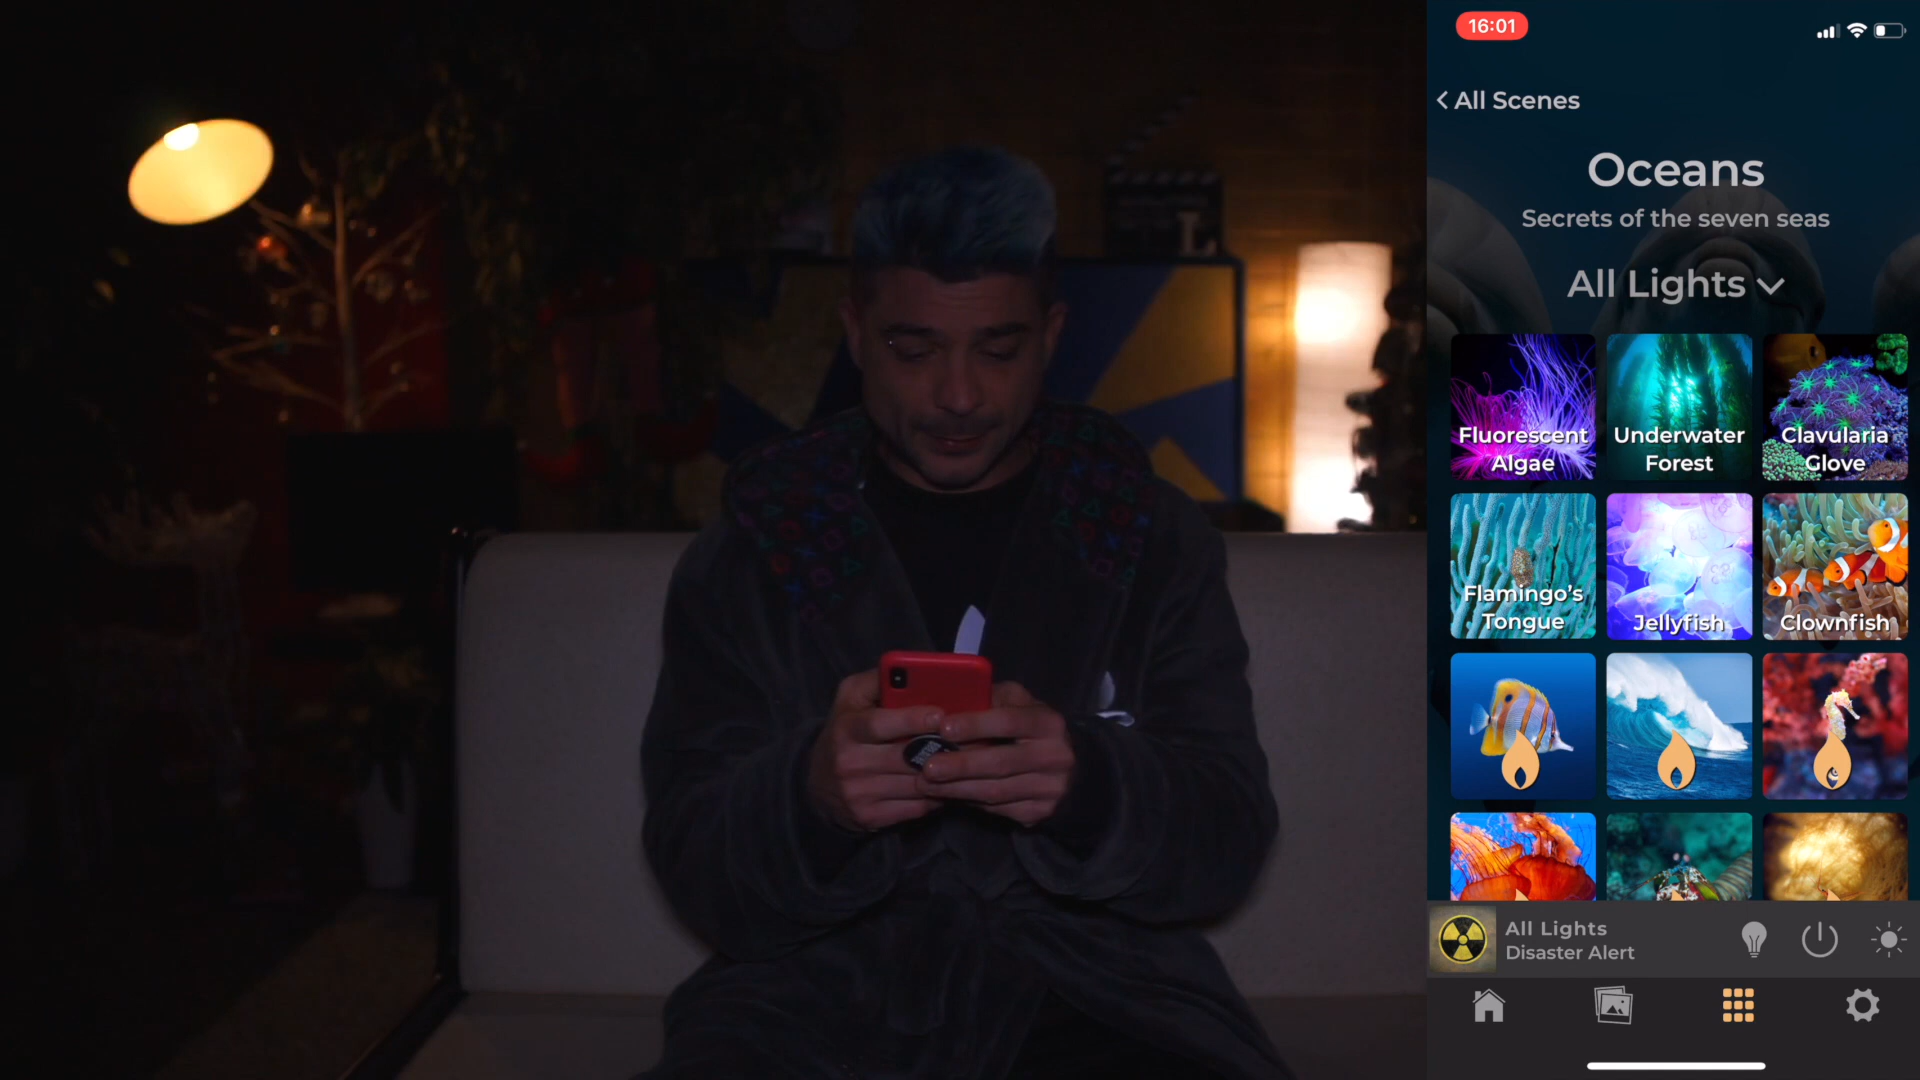 16:01
All Scenes
Oceans
Secrets of the seven seas
All Lights
Fluorescent
Algae
Underwater
Forest
Clavularia
Glove
Flamingo's
Tongue
Jellyfish
Clownfish
All Lights
Disaster Alert